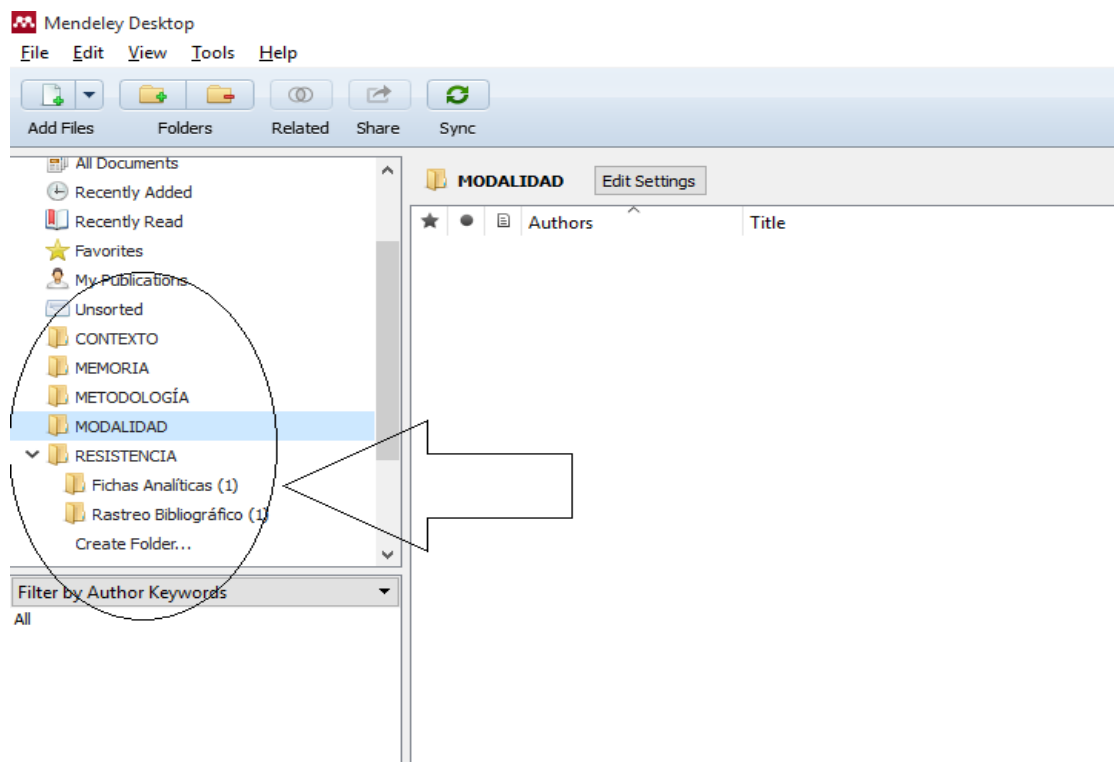 Mendeley Desktop
File Edit View Tools Help
Add Files Folders Related Share Sync
All Documents
Recently Added
Recently Read
Favorites
My Publications
Unsorted
CONTEXTO
MEMORIA
METODOLOGÍA
MODALIDAD
RESISTENCIA
Fichas Analíticas (1)
Rastreo Bibliográfico (1)
Create Folder...
Filter by Author Keywords
All
MODALIDAD Edit Settings
Authors Title